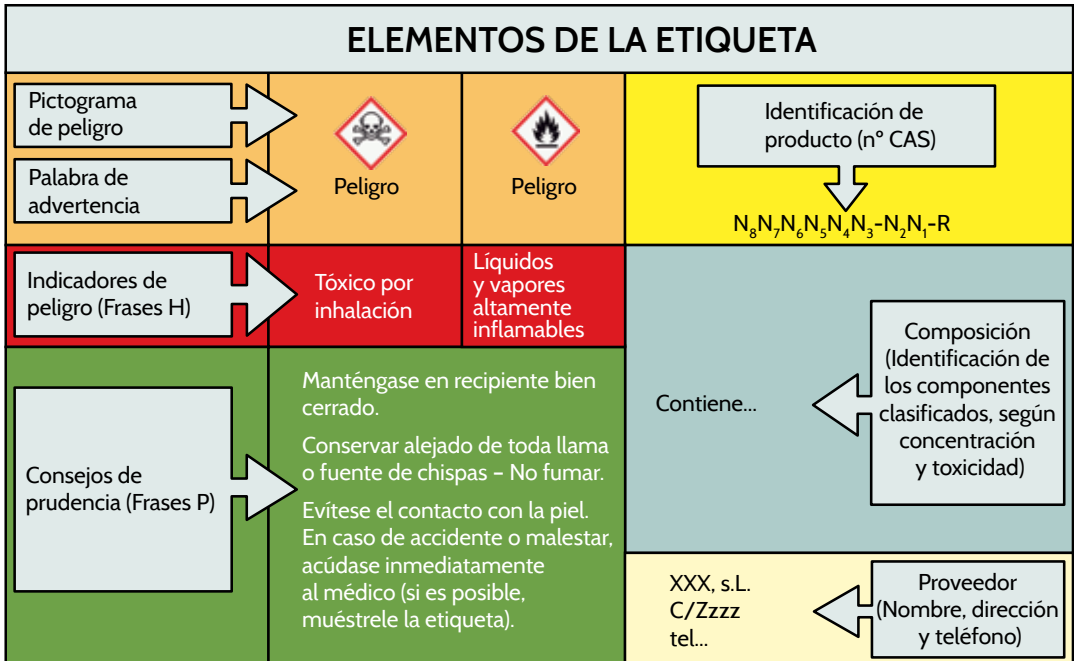 ELEMENTOS DE LA ETIQUETA
Pictograma
de peligro
Palabra de
advertencia
Peligro
Peligro
Identificación de
producto (nº CAS)
N₈N₇N₆N₅N₄N₃-N₂N₁-R
Indicadores de
peligro (Frases H)
Tóxico por
inhalación
Líquidos
y vapores
altamente
inflamables
Consejos de
prudencia (Frases P)
Manténgase en recipiente bien
cerrado.
Conservar alejado de toda llama
o fuente de chispas – No fumar.
Evítese el contacto con la piel.
En caso de accidente o malestar,
acúdase inmediatamente
al médico (si es posible,
muéstrele la etiqueta).
Contiene...
Composición
(Identificación de
los componentes
clasificados, según
concentración
y toxicidad)
XXX, s.L.
C/Zzzz
tel...
Proveedor
(Nombre, dirección
y teléfono)